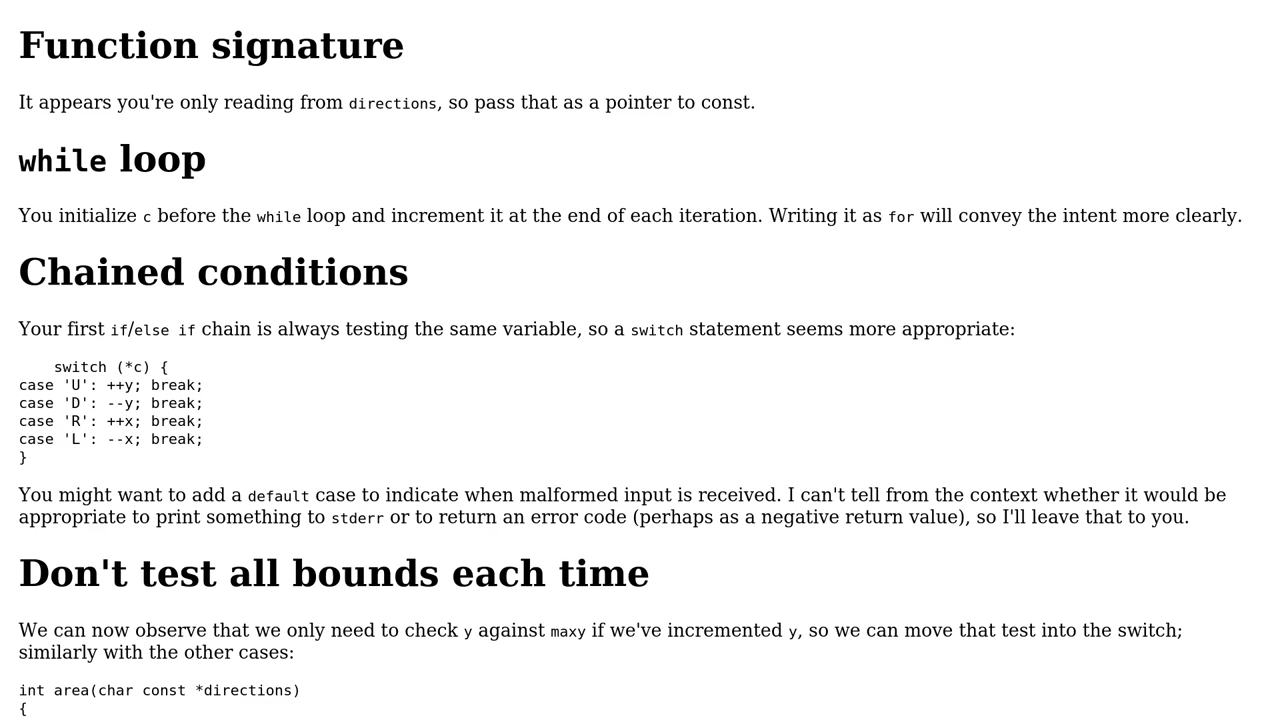 Function signature
It appears you're only reading from directions, so pass that as a pointer to const.
while loop
You initialize c before the while loop and increment it at the end of each iteration. Writing it as for will convey the intent more clearly.
Chained conditions
Your first if/else if chain is always testing the same variable, so a switch statement seems more appropriate:
    switch (*c) {
case 'U': ++y; break;
case 'D': --y; break;
case 'R': ++x; break;
case 'L': --x; break;
}
You might want to add a default case to indicate when malformed input is received. I can't tell from the context whether it would be
appropriate to print something to stderr or to return an error code (perhaps as a negative return value), so I'll leave that to you.
Don't test all bounds each time
We can now observe that we only need to check y against maxy if we've incremented y, so we can move that test into the switch;
similarly with the other cases:
int area(char const *directions)
{